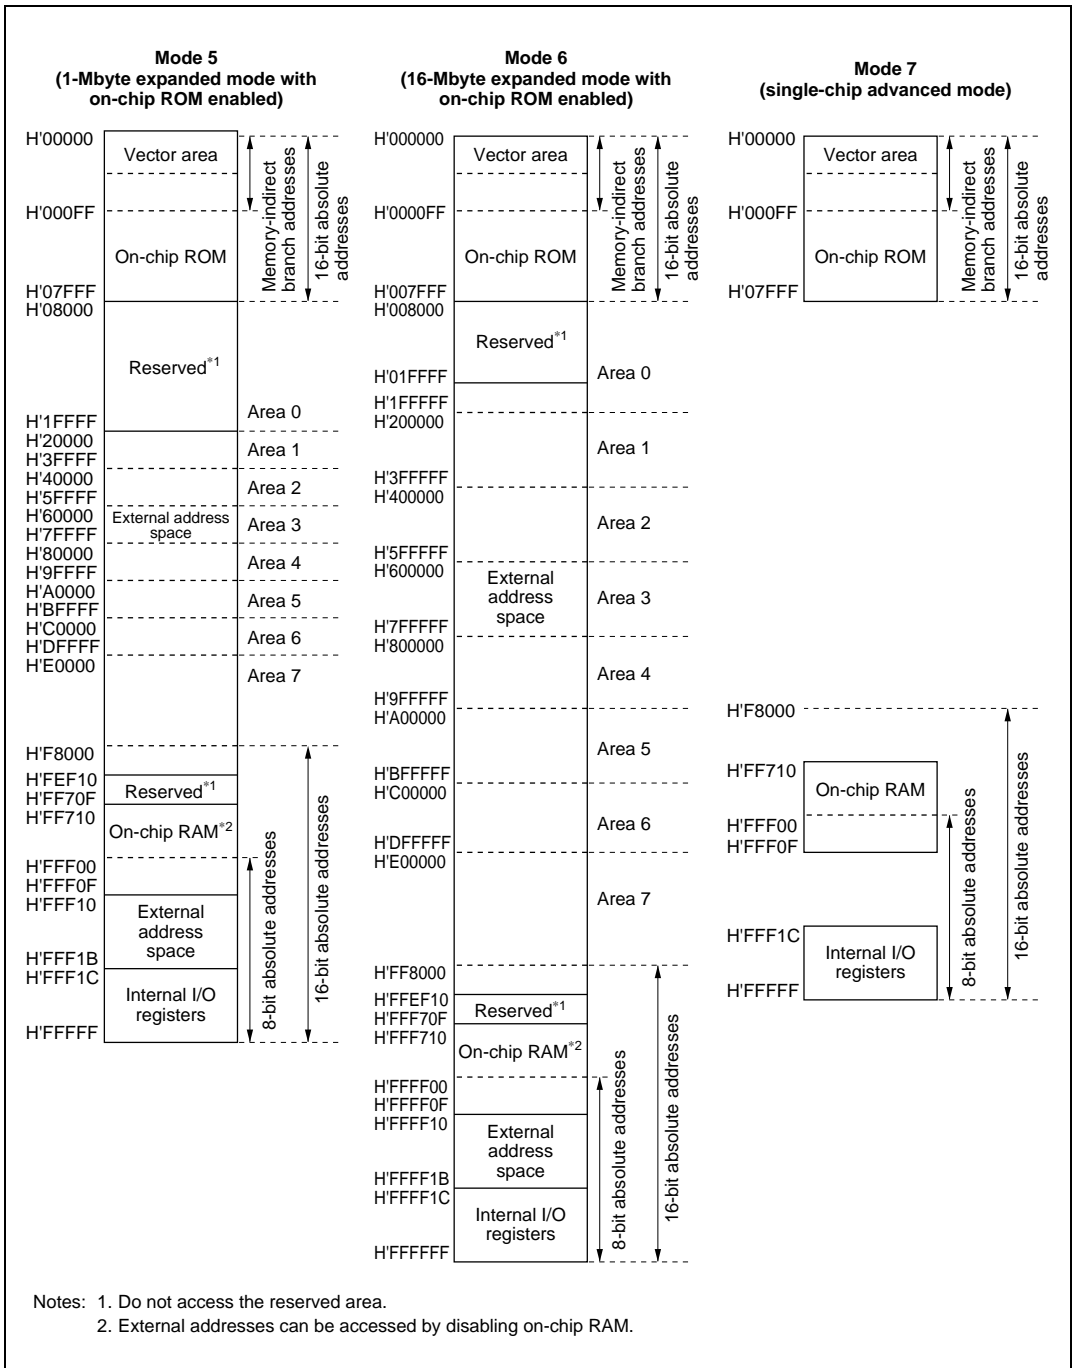 Mode 5
(1-Mbyte expanded mode with
on-chip ROM enabled)
H'00000
Vector area
H'000FF
On-chip ROM
H'07FFF
H'08000
Reserved*1
H'1FFFF
Area 0
H'20000
H'3FFFF
Area 1
H'40000
H'5FFFF
Area 2
H'60000
H'7FFFF
External address
space
Area 3
H'80000
H'9FFFF
Area 4
H'A0000
H'BFFFF
Area 5
H'C0000
H'DFFFF
Area 6
H'E0000
Area 7
H'F8000
H'FEF10
H'FF70F
Reserved*1
H'FF710
On-chip RAM*2
H'FFF00
H'FFF0F
H'FFF10
External
address
space
H'FFF1B
H'FFF1C
Internal I/O
registers
H'FFFFF
Memory-indirect
branch addresses
16-bit absolute
addresses
8-bit absolute addresses
16-bit absolute addresses
Mode 6
(16-Mbyte expanded mode with
on-chip ROM enabled)
H'000000
Vector area
H'0000FF
On-chip ROM
H'007FFF
H'008000
Reserved*1
H'01FFFF
Area 0
H'1FFFFF
H'200000
Area 1
H'3FFFFF
H'400000
Area 2
H'5FFFFF
H'600000
External
address
space
Area 3
H'7FFFFF
H'800000
Area 4
H'9FFFFF
H'A00000
Area 5
H'BFFFFF
H'C00000
Area 6
H'DFFFFF
H'E00000
Area 7
H'FF8000
H'FFEF10
H'FFF70F
Reserved*1
H'FFF710
On-chip RAM*2
H'FFFF00
H'FFFF0F
H'FFFF10
External
address
space
H'FFFF1B
H'FFFF1C
Internal I/O
registers
H'FFFFFF
Memory-indirect
branch addresses
16-bit absolute
addresses
8-bit absolute addresses
16-bit absolute addresses
Mode 7
(single-chip advanced mode)
H'00000
Vector area
H'000FF
On-chip ROM
H'07FFF
Memory-indirect
branch addresses
16-bit absolute
addresses
H'F8000
H'FF710
On-chip RAM
H'FFF00
H'FFF0F
H'FFF1C
Internal I/O
registers
H'FFFFF
8-bit absolute addresses
16-bit absolute addresses
Notes: 1. Do not access the reserved area.
2. External addresses can be accessed by disabling on-chip RAM.